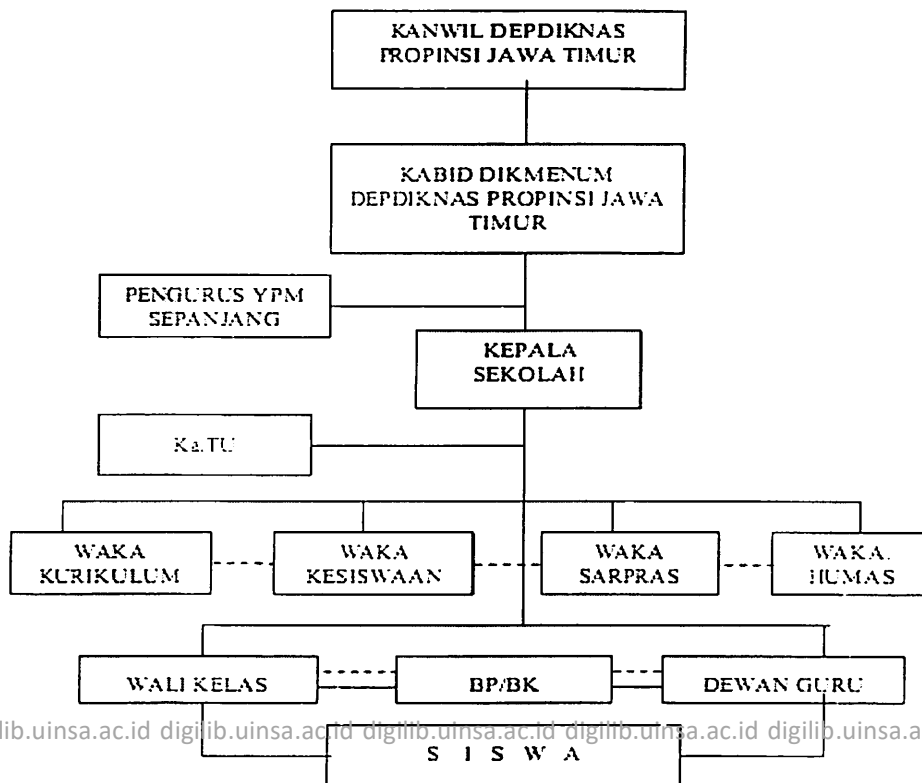 KANWIL DEPDIKNAS
PROPINSI JAWA TIMUR
KABID DIKMENUM
DEPDIKNAS PROPINSI JAWA
TIMUR
PENGURUS YPM
SEPANJANG
KEPALA
SEKOLAH
Ka.TU
WAKA
KURIKULUM
WAKA
KESISWAAN
WAKA
SARPRAS
WAKA.
HUMAS
WALI KELAS
BP/BK
DEWAN GURU
lib.uinsa.ac.id digilib.uinsa.ac.id digilib.uinsa.ac.id digilib.uinsa.ac.id digilib.uinsa.a
S I S W A